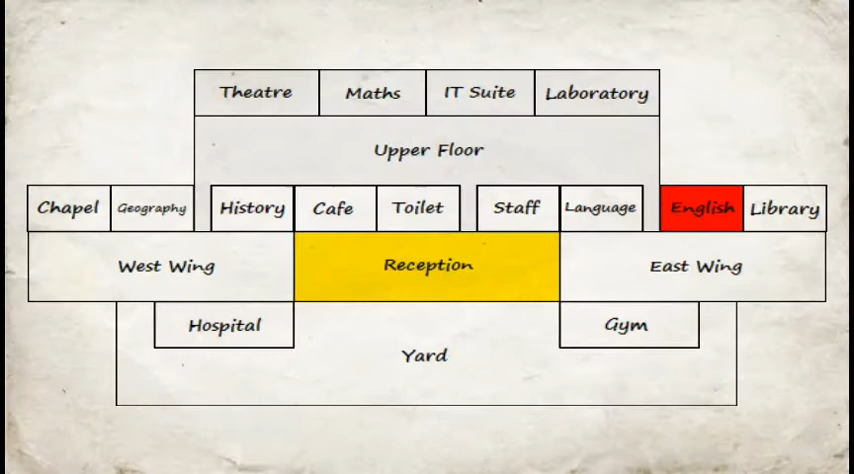 Theatre Maths IT Suite Laboratory
Upper Floor
Chapel Geography History Cafe Toilet Staff Language English Library
West Wing Reception East Wing
Hospital Gym
Yard